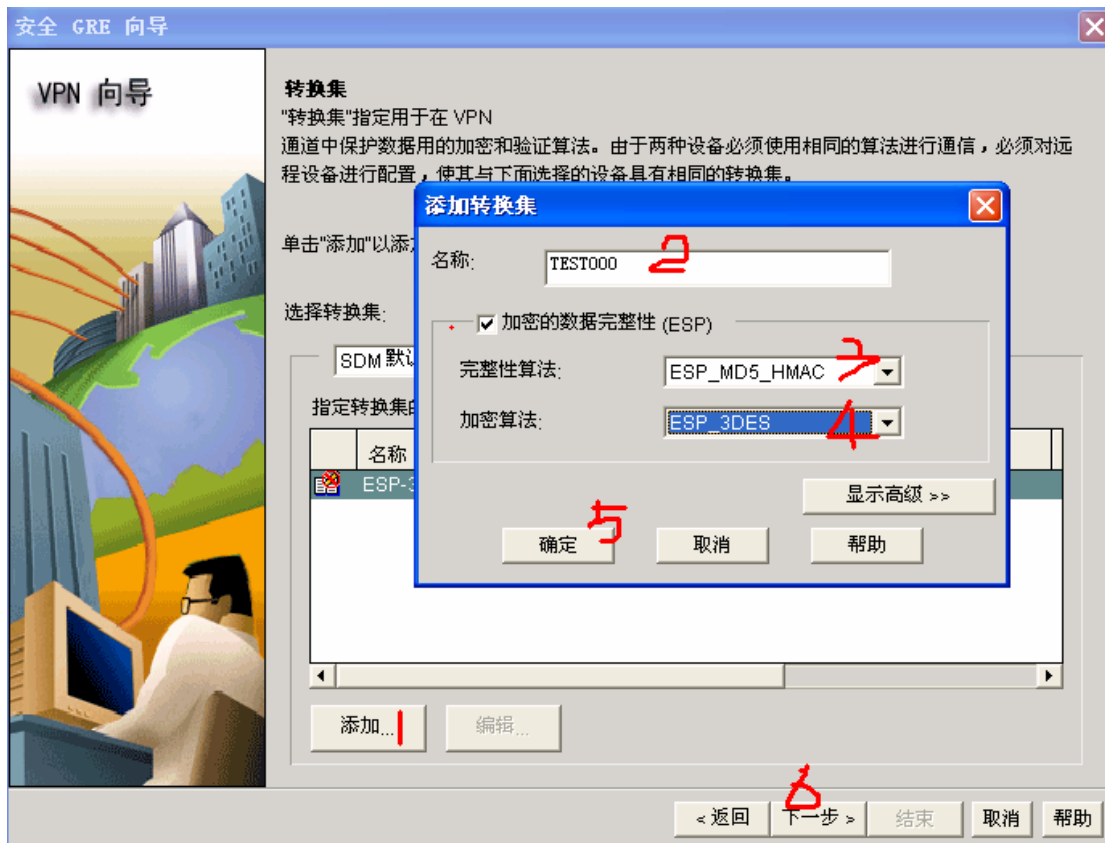 安全 GRE 向导
VPN 向导
转换集
"转换集"指定用于在 VPN
通道中保护数据用的加密和验证算法。由于两种设备必须使用相同的算法进行通信，必须对远
程设备进行配置，使其与下面选择的设备具有相同的转换集。
单击"添加"以添
选择转换集:
SDM 默认
指定转换集的
名称
ESP-3
添加转换集
名称: TEST000 2
加密的数据完整性 (ESP)
完整性算法: ESP_MD5_HMAC 3
加密算法: ESP_3DES 4
显示高级 >>
确定 5 取消 帮助
添加... 1 编辑...
6
< 返回 下一步 > 结束 取消 帮助